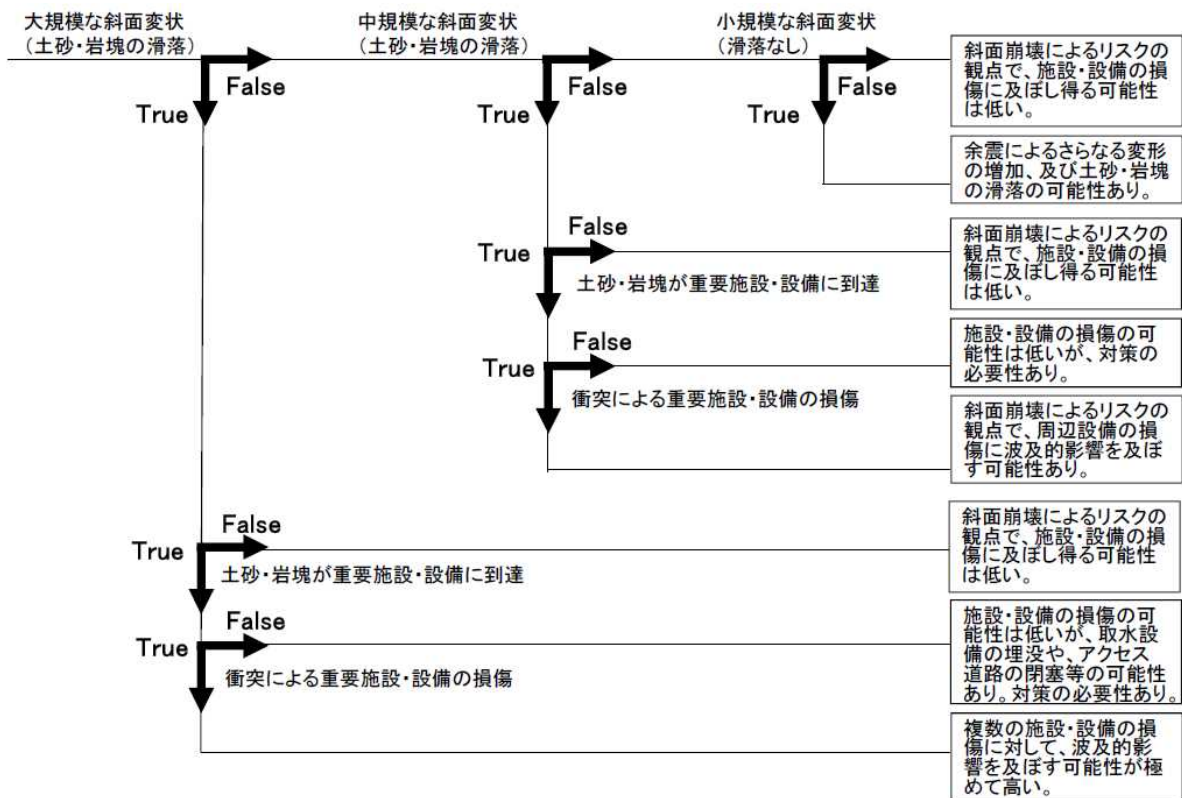 大規模な斜面変状
（土砂・岩塊の滑落）
中規模な斜面変状
（土砂・岩塊の滑落）
小規模な斜面変状
（滑落なし）
False
True
False
True
False
True
斜面崩壊によるリスクの
観点で、施設・設備の損
傷に及ぼし得る可能性
は低い。
余震によるさらなる変形
の増加、及び土砂・岩塊
の滑落の可能性あり。
False
True
土砂・岩塊が重要施設・設備に到達
斜面崩壊によるリスクの
観点で、施設・設備の損
傷に及ぼし得る可能性
は低い。
False
True
衝突による重要施設・設備の損傷
施設・設備の損傷の可
能性は低いが、対策の
必要性あり。
斜面崩壊によるリスクの
観点で、周辺設備の損
傷に波及的影響を及ぼ
す可能性あり。
False
True
土砂・岩塊が重要施設・設備に到達
斜面崩壊によるリスクの
観点で、施設・設備の損
傷に及ぼし得る可能性
は低い。
False
True
衝突による重要施設・設備の損傷
施設・設備の損傷の可
能性は低いが、取水設
備の埋没や、アクセス
道路の閉塞等の可能性
あり。対策の必要性あり。
複数の施設・設備の損
傷に対して、波及的影
響を及ぼす可能性が極
めて高い。